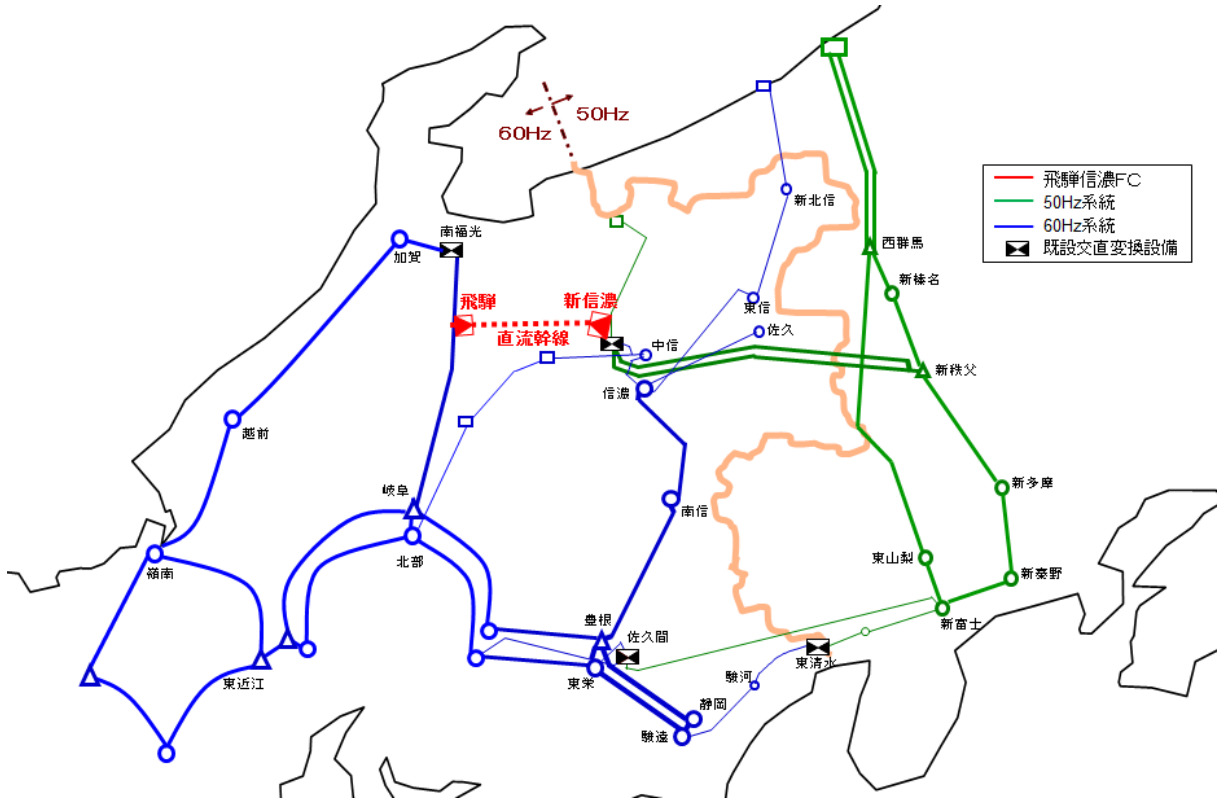 50Hz
60Hz
飛騨信濃FC
50Hz系統
60Hz系統
既設交直変換設備
新北信
南福光
加賀
西群馬
新榛名
飛騨
新信濃
直流幹線
東信
佐久
中信
信濃
新秩父
越前
岐阜
南信
新多摩
北部
嶺南
東山梨
新秦野
新富士
豊根
佐久間
東清水
東栄
東近江
駿河
静岡
駿遠